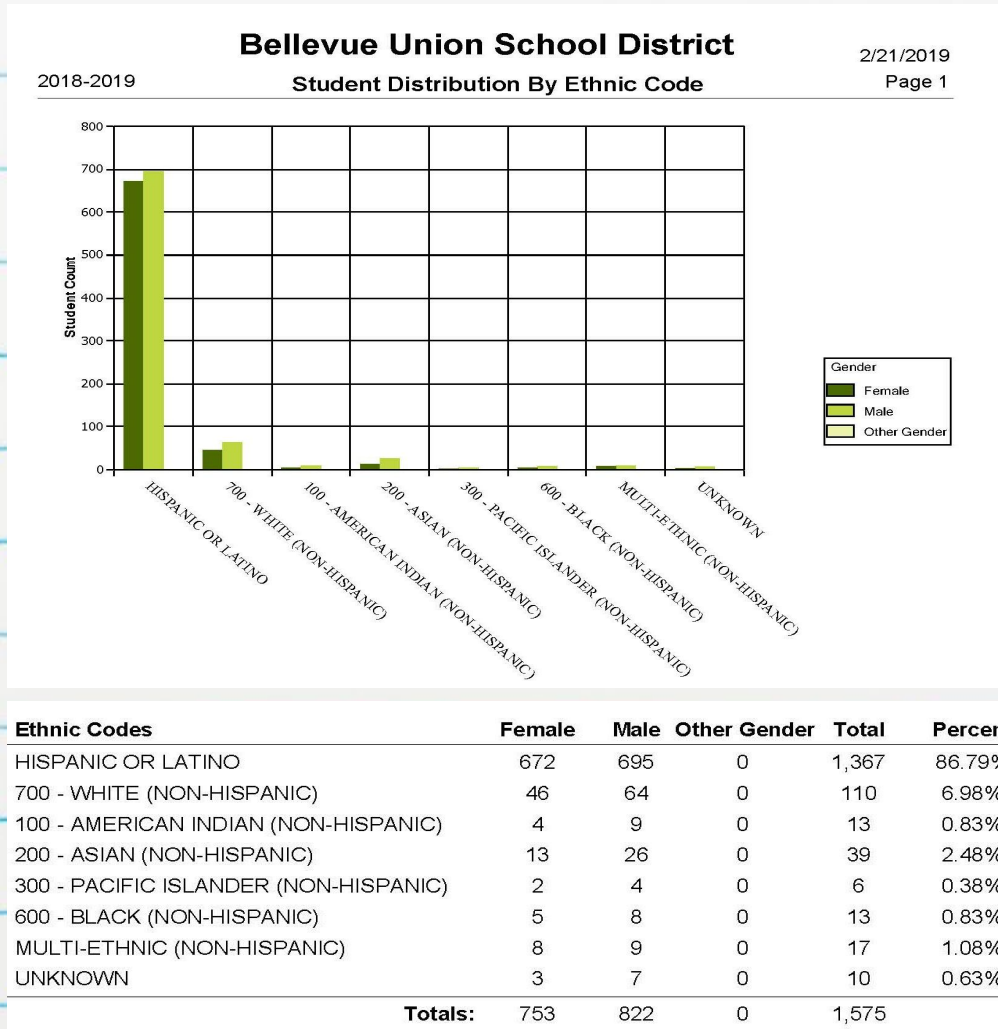 Bellevue Union School District
2/21/2019
2018-2019 Student Distribution By Ethnic Code Page 1
800
700
600
500
400
300
200
100
0
Student Count
HISPANIC OR LATINO
700 - WHITE (NON-HISPANIC)
100 - AMERICAN INDIAN (NON-HISPANIC)
200 - ASIAN (NON-HISPANIC)
300 - PACIFIC ISLANDER (NON-HISPANIC)
600 - BLACK (NON-HISPANIC)
MULTI-ETHNIC (NON-HISPANIC)
UNKNOWN
Gender
Female
Male
Other Gender
Ethnic Codes Female Male Other Gender Total Percen
HISPANIC OR LATINO 672 695 0 1,367 86.79%
700 - WHITE (NON-HISPANIC) 46 64 0 110 6.98%
100 - AMERICAN INDIAN (NON-HISPANIC) 4 9 0 13 0.83%
200 - ASIAN (NON-HISPANIC) 13 26 0 39 2.48%
300 - PACIFIC ISLANDER (NON-HISPANIC) 2 4 0 6 0.38%
600 - BLACK (NON-HISPANIC) 5 8 0 13 0.83%
MULTI-ETHNIC (NON-HISPANIC) 8 9 0 17 1.08%
UNKNOWN 3 7 0 10 0.63%
Totals: 753 822 0 1,575